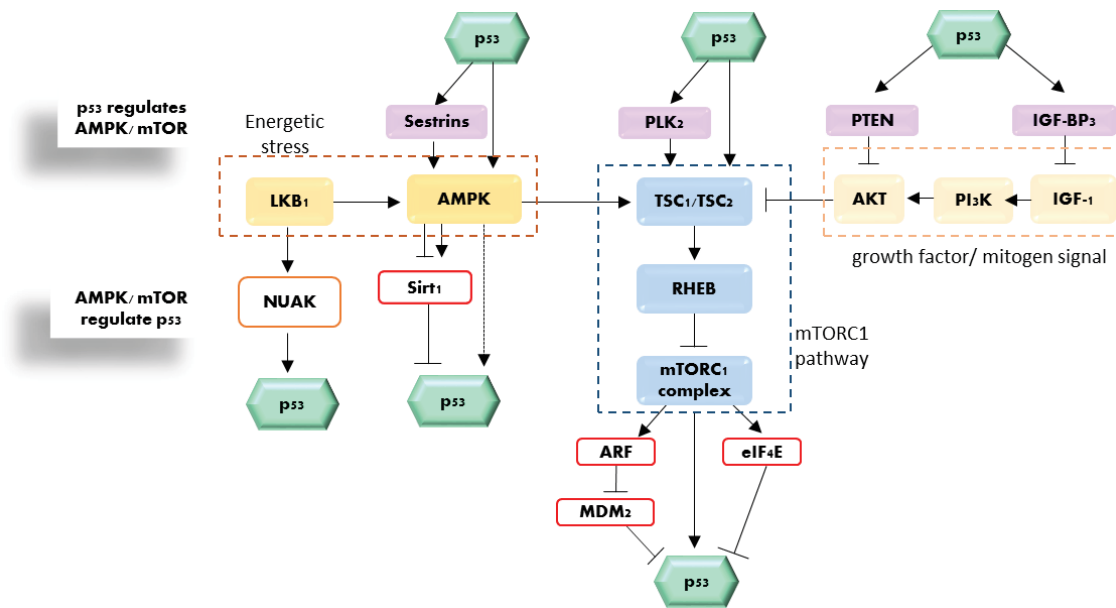 p53
p53
p53
p53 regulates
AMPK/ mTOR
Energetic
stress
Sestrins
PLK2
PTEN
IGF-BP3
LKB1
AMPK
TSC1/TSC2
AKT
PI3K
IGF-1
growth factor/ mitogen signal
AMPK/ mTOR
regulate p53
NUAK
Sirt1
RHEB
mTORC1
pathway
mTORC1
complex
p53
p53
ARF
eIF4E
MDM2
p53